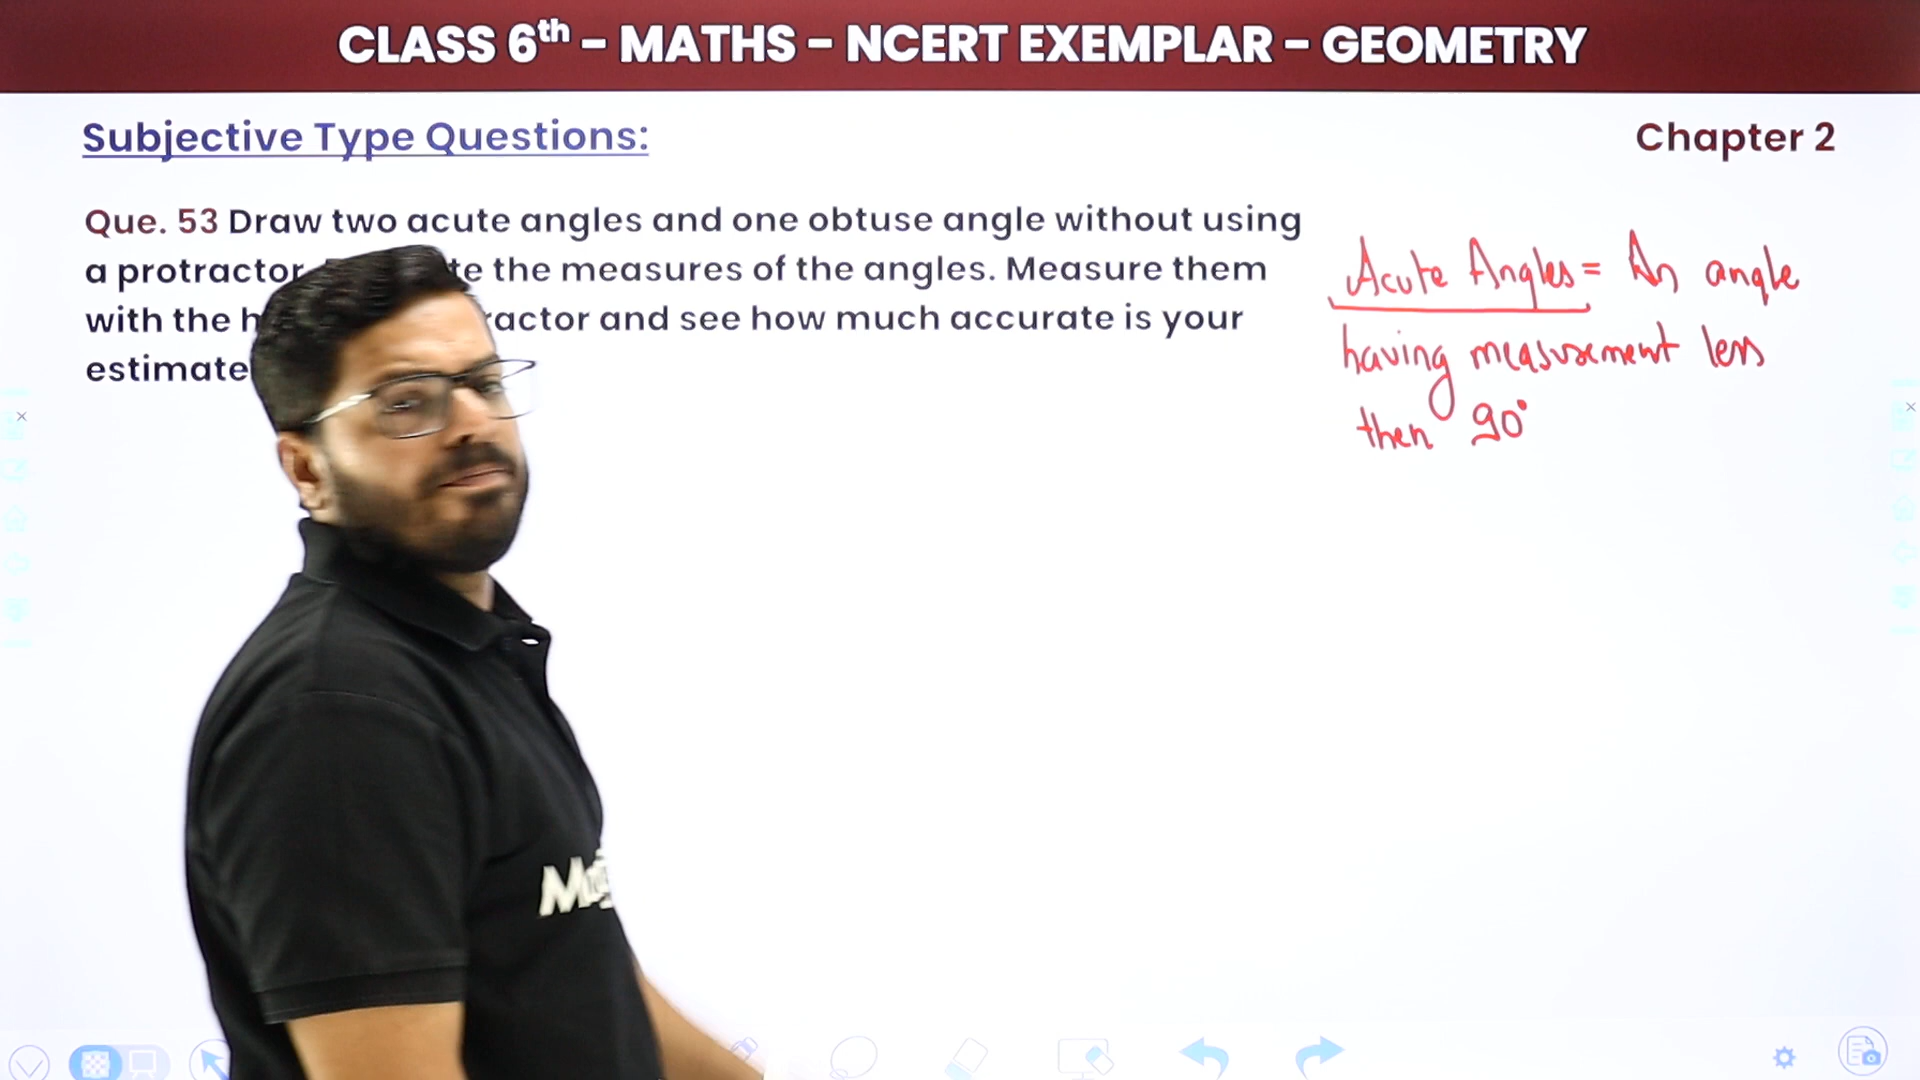 CLASS 6th - MATHS - NCERT EXEMPLAR - GEOMETRY
Subjective Type Questions:
Chapter 2
Que. 53 Draw two acute angles and one obtuse angle without using
a protractor the measures of the angles. Measure them
with the and see how much accurate is your
estimate
Acute Angles = An angle
having measurement less
then 90°